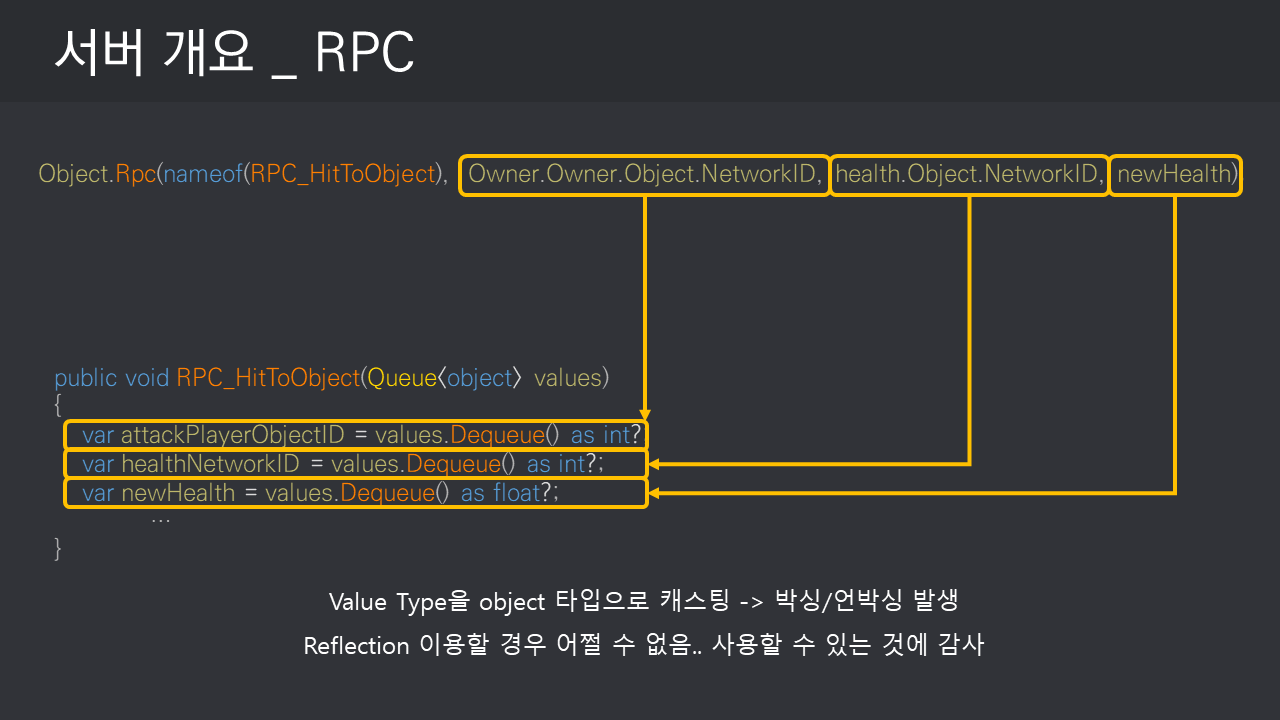 서버 개요 _ RPC
Object.Rpc(nameof(RPC_HitToObject), Owner.Owner.Object.NetworkID, health.Object.NetworkID, newHealth)
public void RPC_HitToObject(Queue<object> values)
{
var attackPlayerObjectID = values.Dequeue() as int?;
var healthNetworkID = values.Dequeue() as int?;
var newHealth = values.Dequeue() as float?;
...
}
Value Type을 object 타입으로 캐스팅 -> 박싱/언박싱 발생
Reflection 이용할 경우 어쩔 수 없음.. 사용할 수 있는 것에 감사